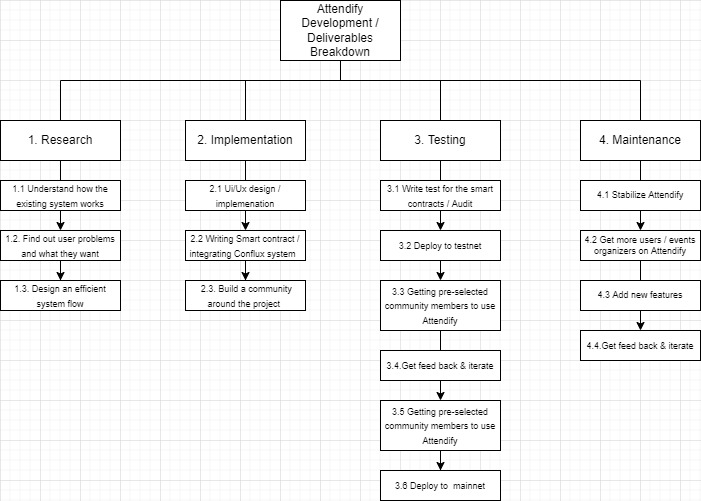 Attendify
Development /
Deliverables
Breakdown
1. Research
2. Implementation
3. Testing
4. Maintenance
1.1 Understand how the
existing system works
1.2. Find out user problems
and what they want
1.3. Design an efficient
system flow
2.1 Ui/Ux design /
implemenation
2.2 Writing Smart contract /
integrating Conflux system
2.3. Build a community
around the project
3.1 Write test for the smart
contracts / Audit
3.2 Deploy to testnet
3.3 Getting pre-selected
community members to use
Attendify
3.4.Get feed back & iterate
3.5 Getting pre-selected
community members to use
Attendify
3.6 Deploy to mainnet
4.1 Stabilize Attendify
4.2 Get more users / events
organizers on Attendify
4.3 Add new features
4.4.Get feed back & iterate